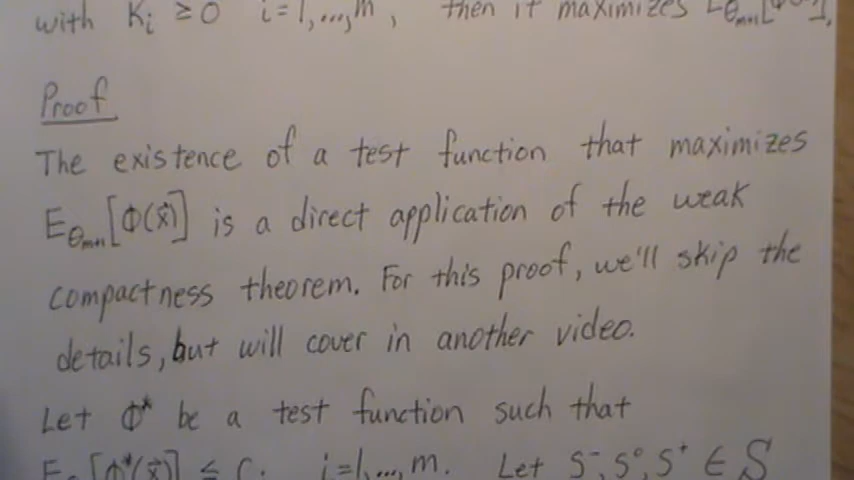 with Kᵢ ≥ 0 i=1,...,m, then it maximizes
Proof
The existence of a test function that maximizes
E_θₘ₊₁[Φ(x⃗)] is a direct application of the weak
compactness theorem. For this proof, we'll skip the
details, but will cover in another video.
Let Φ* be a test function such that
[Φ*(x⃗)] ≤ i=1,...,m. Let S⁻, S⁰, S⁺ ∈ S